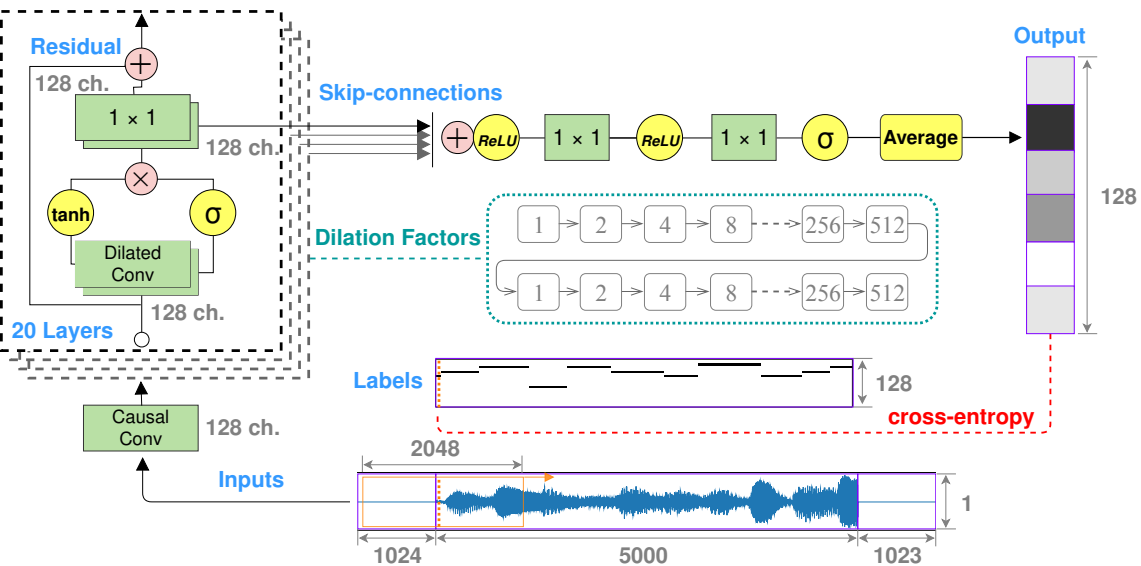 Residual
+
128 ch.
1 × 1
128 ch.
×
tanh
σ
Dilated
Conv
128 ch.
20 Layers
Causal
Conv
128 ch.
Inputs
Skip-connections
+
ReLU
1 × 1
ReLU
1 × 1
σ
Average
Output
128
Dilation Factors
1 2 4 8 256 512
1 2 4 8 256 512
Labels
128
cross-entropy
2048
1
1024
5000
1023